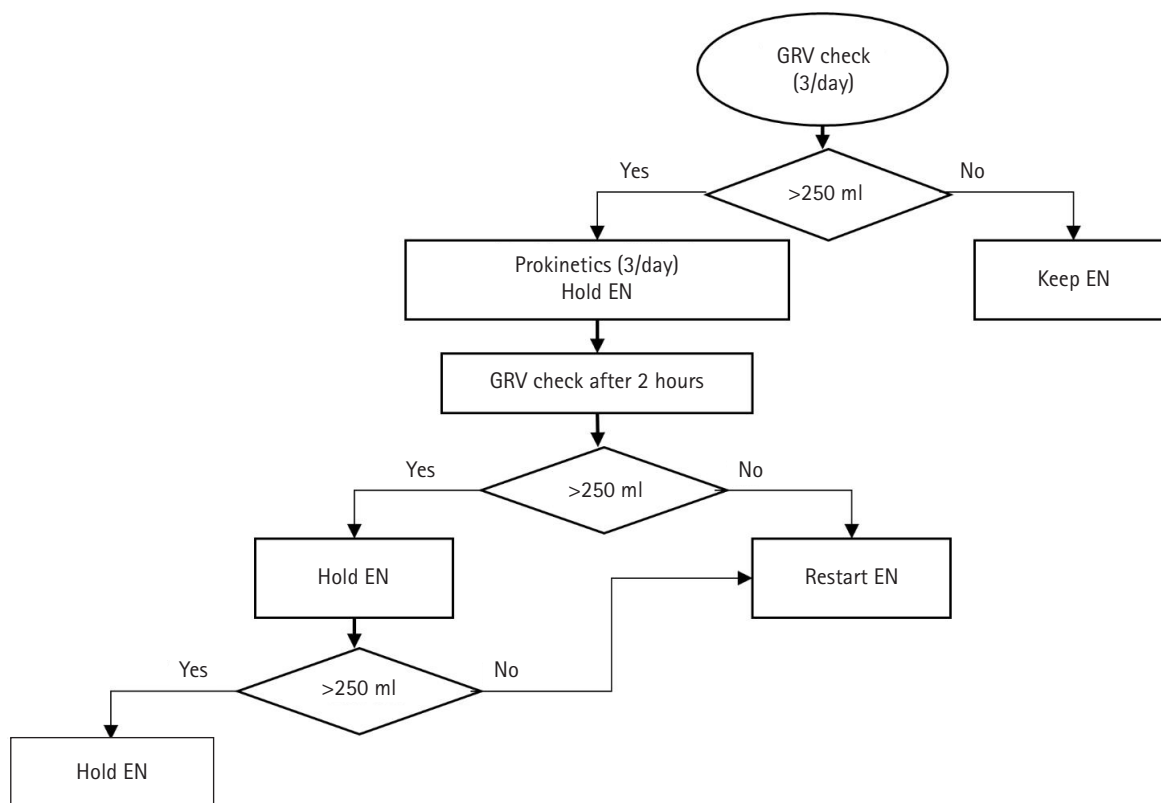 GRV check
(3/day)
Yes
>250 ml
No
Prokinetics (3/day)
Hold EN
Keep EN
GRV check after 2 hours
Yes
>250 ml
No
Hold EN
Restart EN
Yes
>250 ml
No
Hold EN